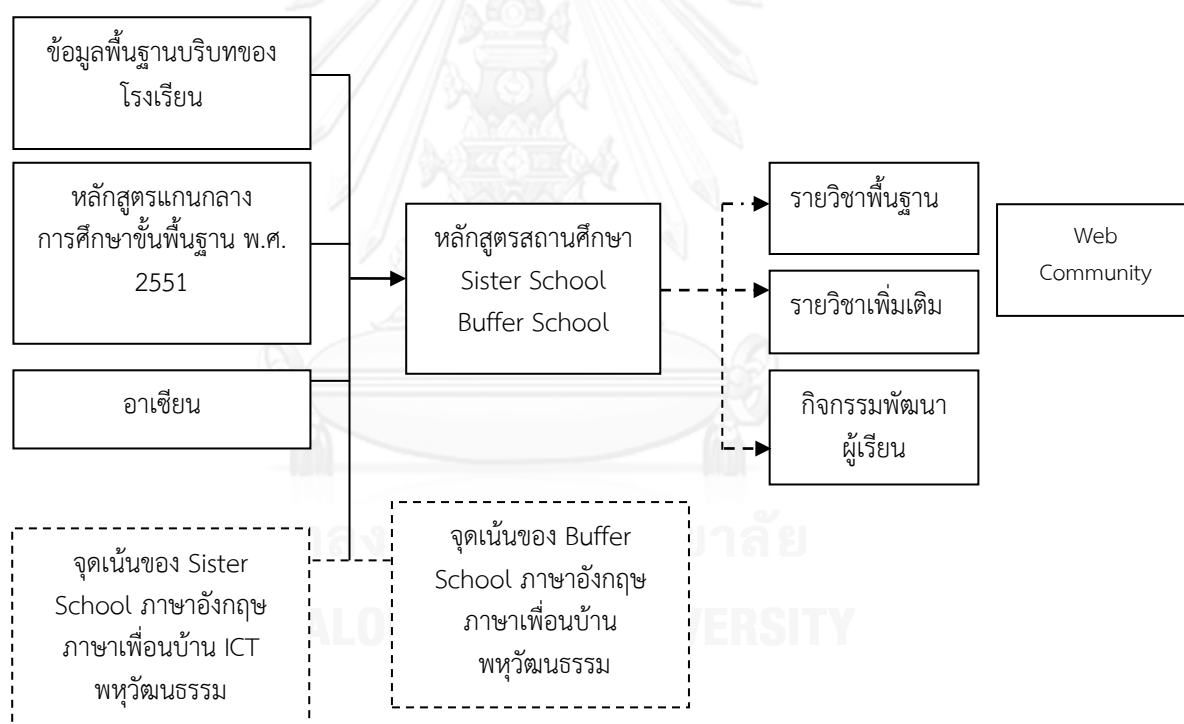 ข้อมูลพื้นฐานบริบทของ
โรงเรียน
หลักสูตรแกนกลาง
การศึกษาขั้นพื้นฐาน พ.ศ.
2551
อาเซียน
จุดเน้นของ Sister
School ภาษาอังกฤษ
ภาษาเพื่อนบ้าน ICT
พหุวัฒนธรรม
จุดเน้นของ Buffer
School ภาษาอังกฤษ
ภาษาเพื่อนบ้าน
พหุวัฒนธรรม
หลักสูตรสถานศึกษา
Sister School
Buffer School
รายวิชาพื้นฐาน
รายวิชาเพิ่มเติม
กิจกรรมพัฒนา
ผู้เรียน
Web
Community